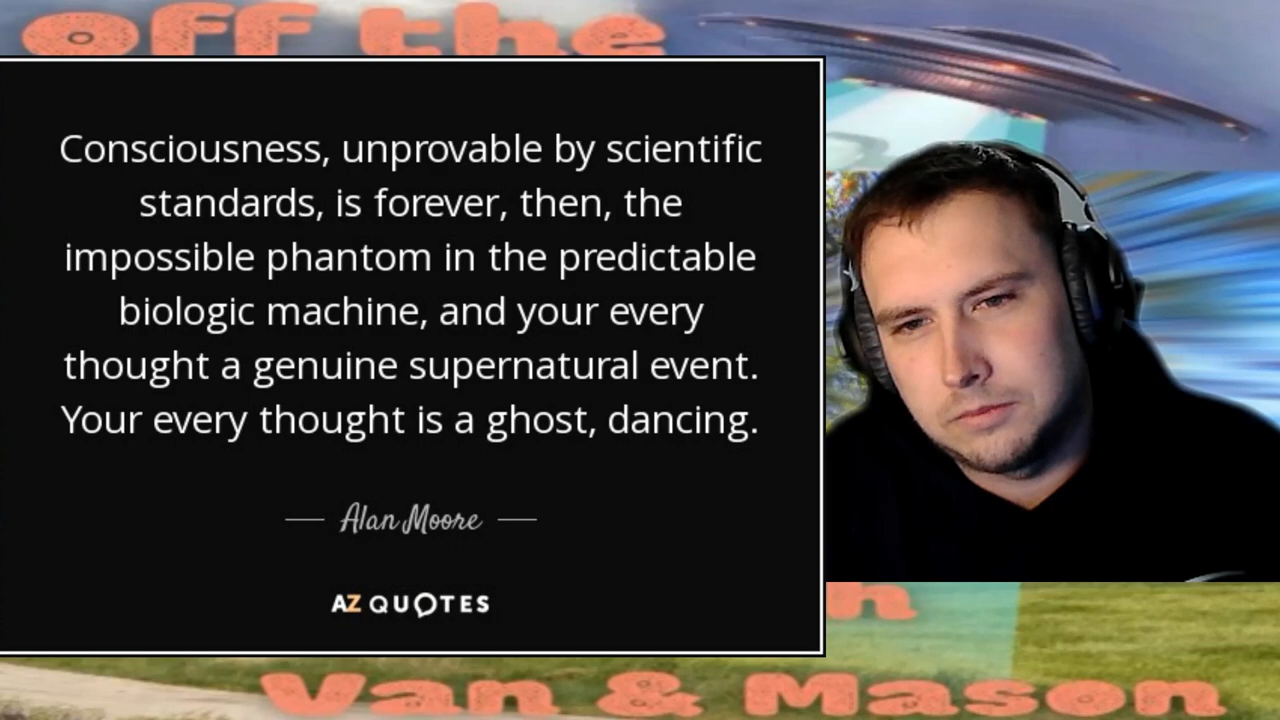 off the
Consciousness, unprovable by scientific
standards, is forever, then, the
impossible phantom in the predictable
biologic machine, and your every
thought a genuine supernatural event.
Your every thought is a ghost, dancing.
Alan Moore
AZ QUOTES
Van & Mason